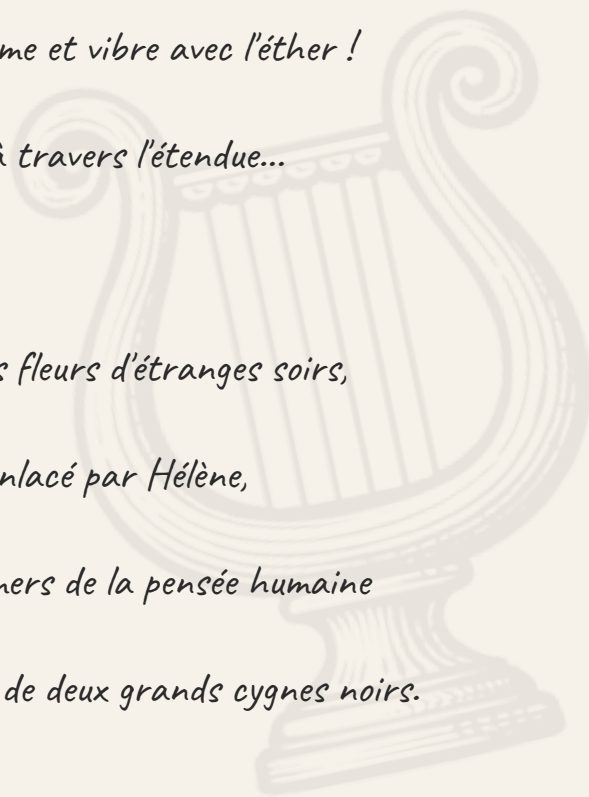 me et vibre avec l'éther !
à travers l'étendue...
fleurs d'étranges soirs,
nlacé par Hélène,
mers de la pensée humaine
de deux grands cygnes noirs.